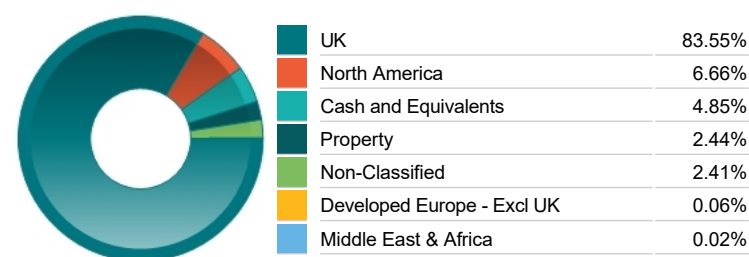 UK 83.55%
North America 6.66%
Cash and Equivalents 4.85%
Property 2.44%
Non-Classified 2.41%
Developed Europe - Excl UK 0.06%
Middle East & Africa 0.02%